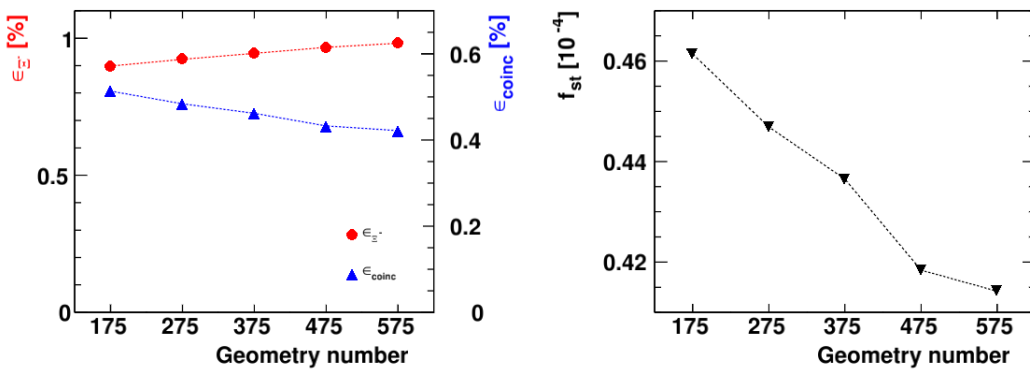 ϵ_Ξ⁻ [%]
1
0.5
0
ϵ_coinc [%]
0.6
0.4
0.2
0
ϵ_Ξ⁻
ϵ_coinc
175 275 375 475 575
Geometry number
f_st [10⁻⁴]
0.46
0.44
0.42
175 275 375 475 575
Geometry number